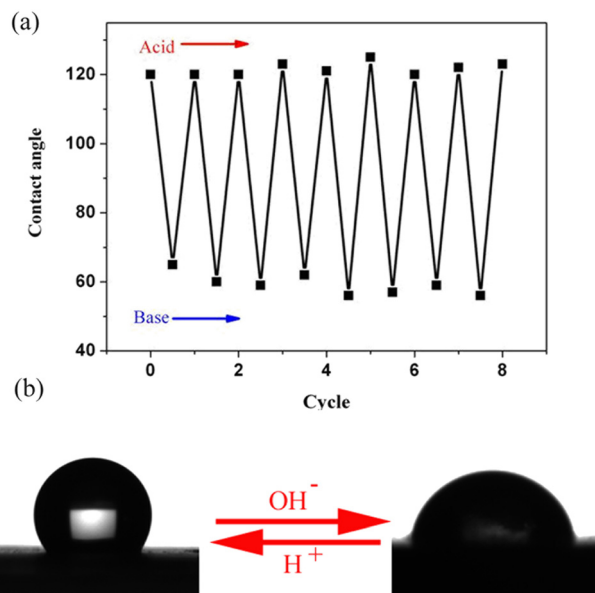 (a)
Acid
120
100
80
60
40
Contact angle
Base
0 2 4 6 8
Cycle
(b)
OH-
H+